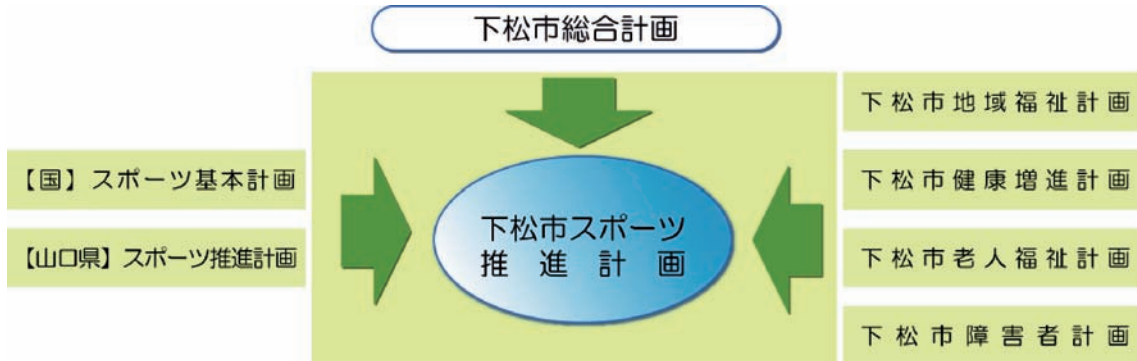 下松市総合計画
【国】スポーツ基本計画
【山口県】スポーツ推進計画
下松市スポーツ
推進計画
下松市地域福祉計画
下松市健康増進計画
下松市老人福祉計画
下松市障害者計画